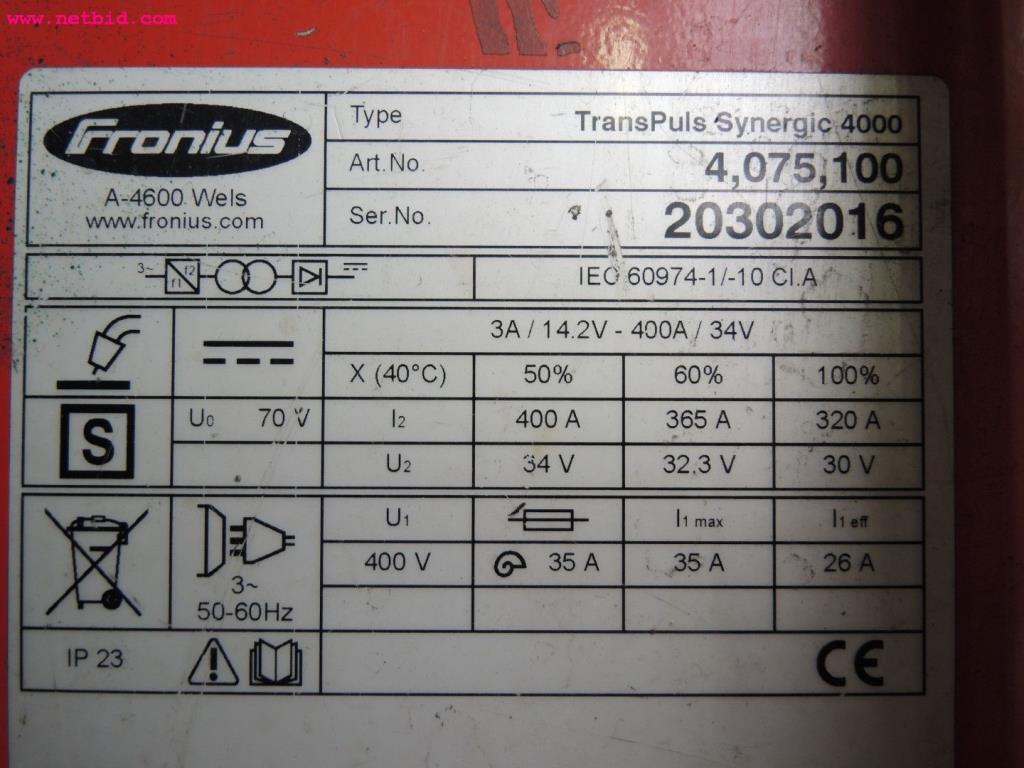 www.netbid.com
Fronius
A-4600 Wels
www.fronius.com
Type TransPuls Synergic 4000
Art.No. 4,075,100
Ser.No. 20302016
3~ f1 f2
IEC 60974-1/-10 Cl.A
3A / 14.2V - 400A / 34V
X (40°C) 50% 60% 100%
S
U0 70 V
I2 400 A 365 A 320 A
U2 34 V 32.3 V 30 V
3~
50-60Hz
U1 I1 max I1 eff
400 V 35 A 35 A 26 A
IP 23
CE